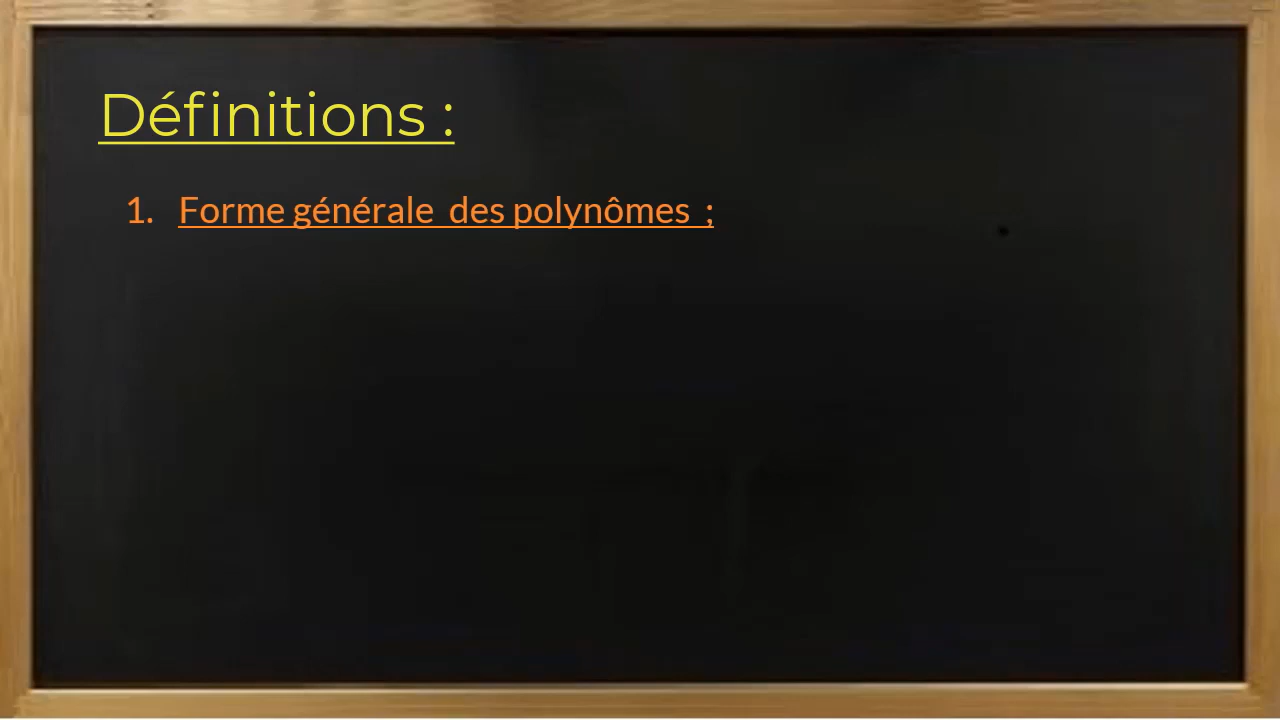 Définitions :
1. Forme générale  des polynômes  ;